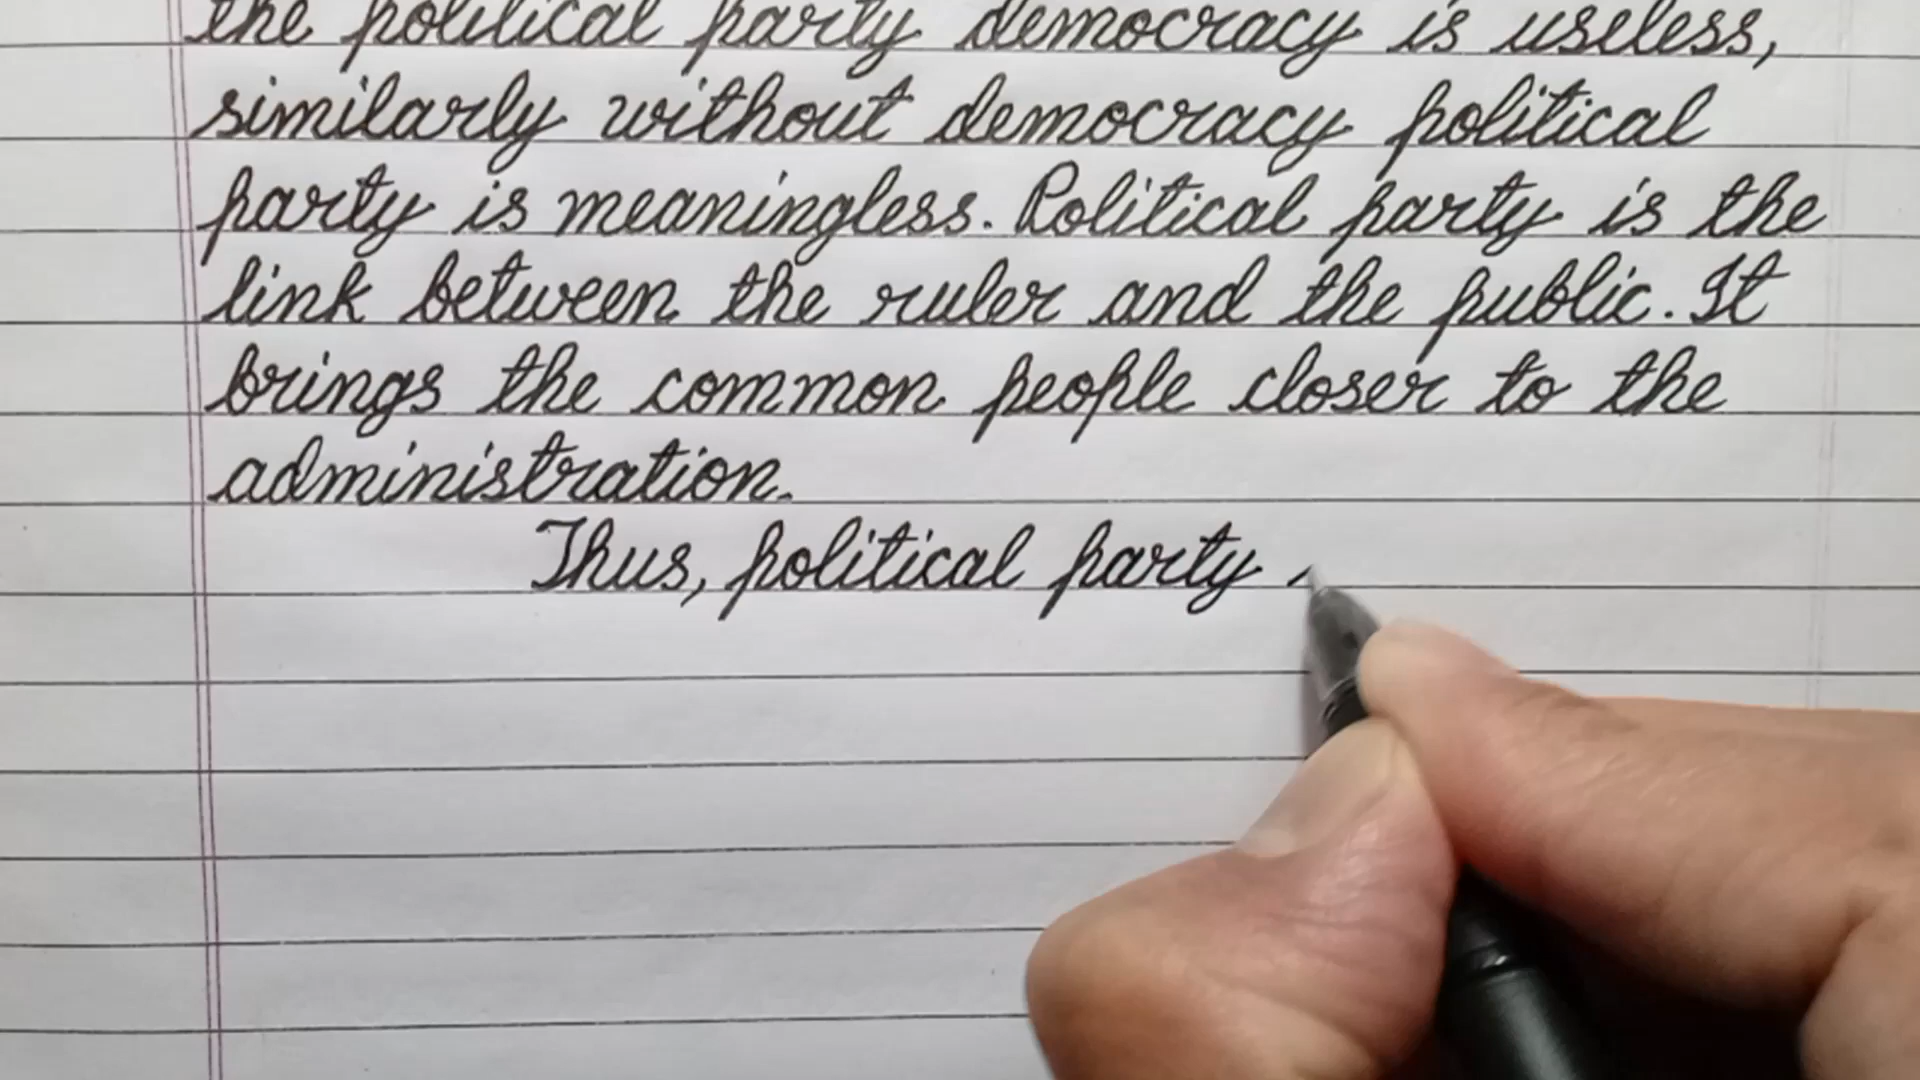 the political party democracy is useless,
similarly without democracy political
party is meaningless. Political party is the
link between the ruler and the public. It
brings the common people closer to the
administration.
Thus, political party